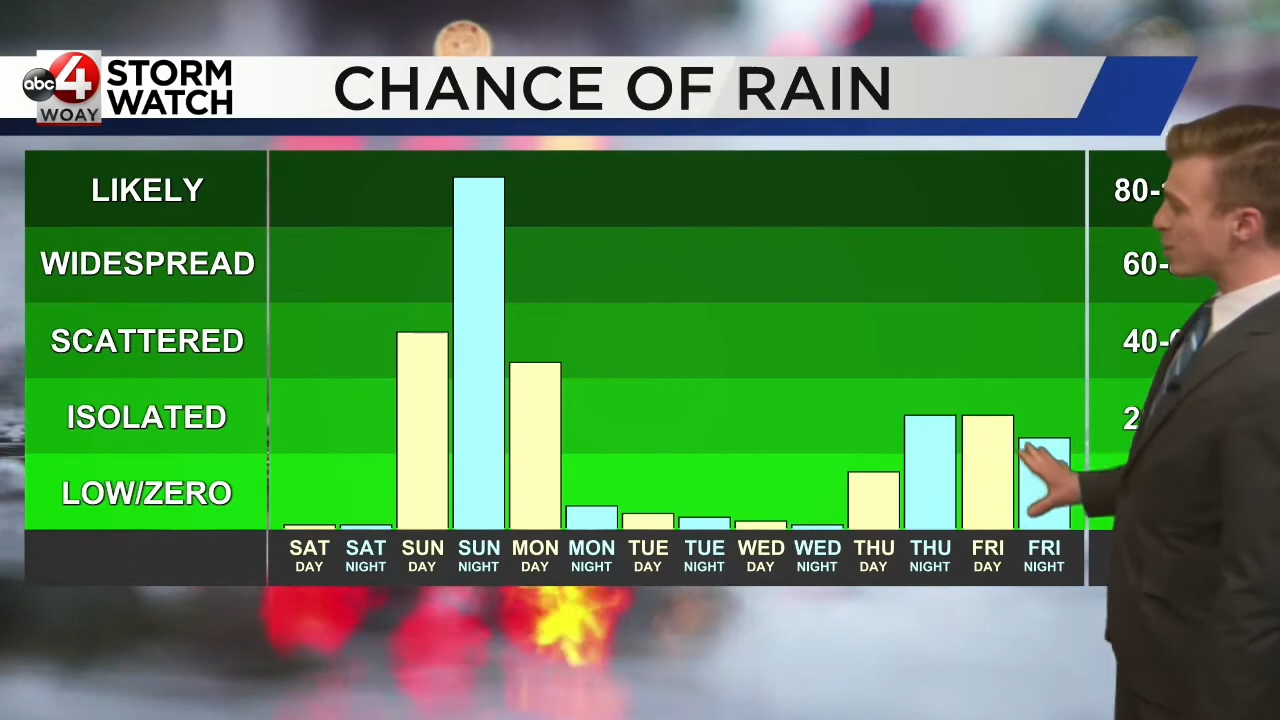 abc 4 WOAY
STORM WATCH
CHANCE OF RAIN
LIKELY
80-
WIDESPREAD
60-
SCATTERED
40-
ISOLATED
2
LOW/ZERO
SAT SAT SUN SUN MON MON TUE TUE WED WED THU THU FRI FRI
DAY NIGHT DAY NIGHT DAY NIGHT DAY NIGHT DAY NIGHT DAY NIGHT DAY NIGHT